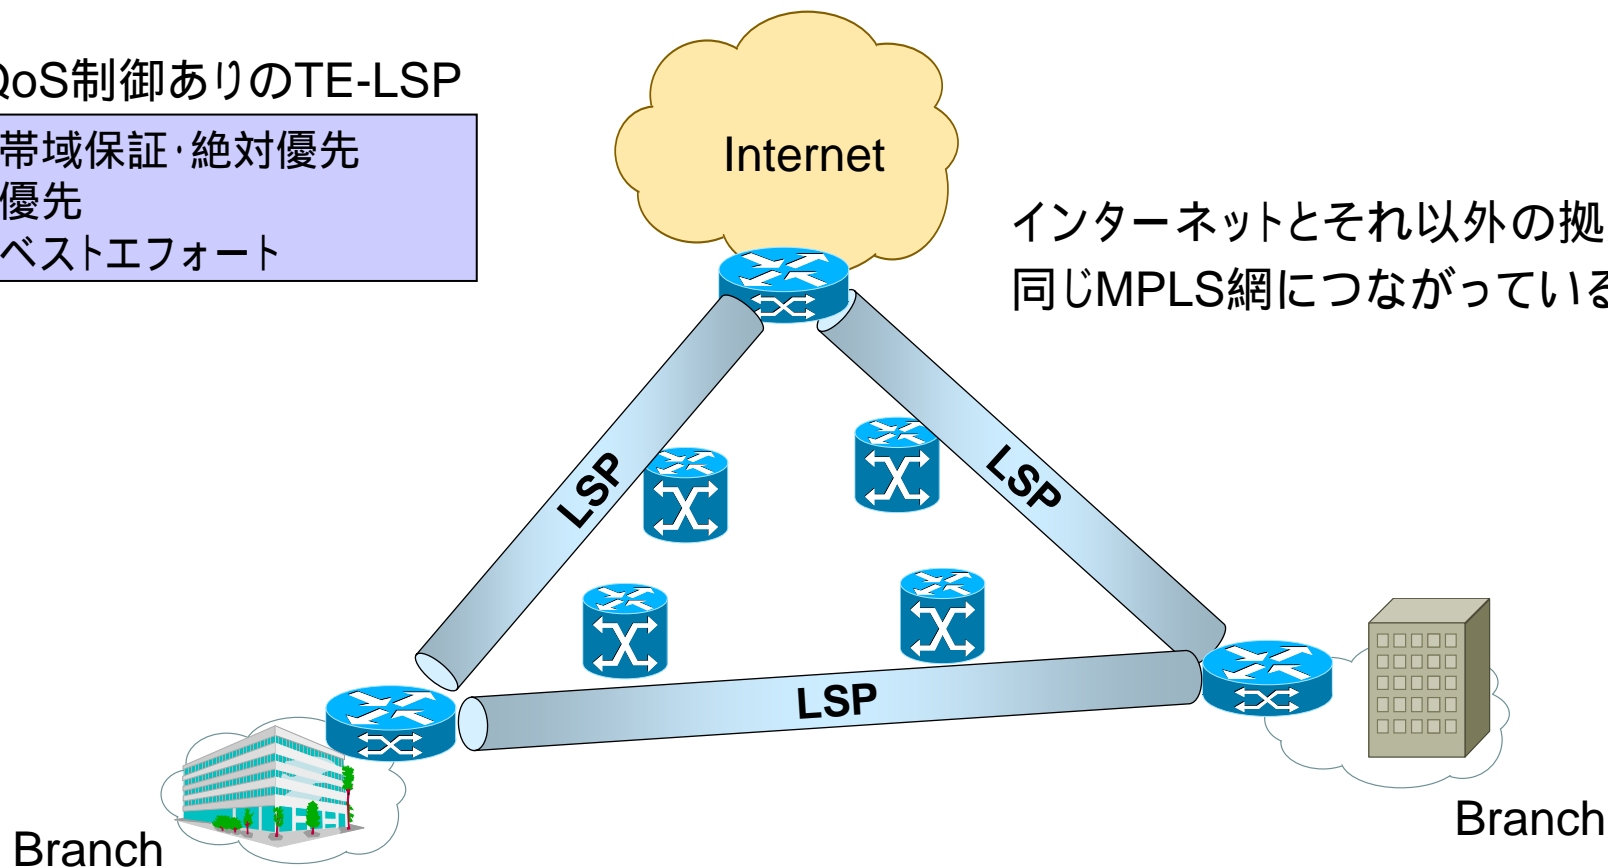 QoS制御ありのTE-LSP
帯域保証・絶対優先
優先
ベストエフォート
Internet
インターネットとそれ以外の拠
同じMPLS網につながっている
LSP
LSP
LSP
Branch
Branch